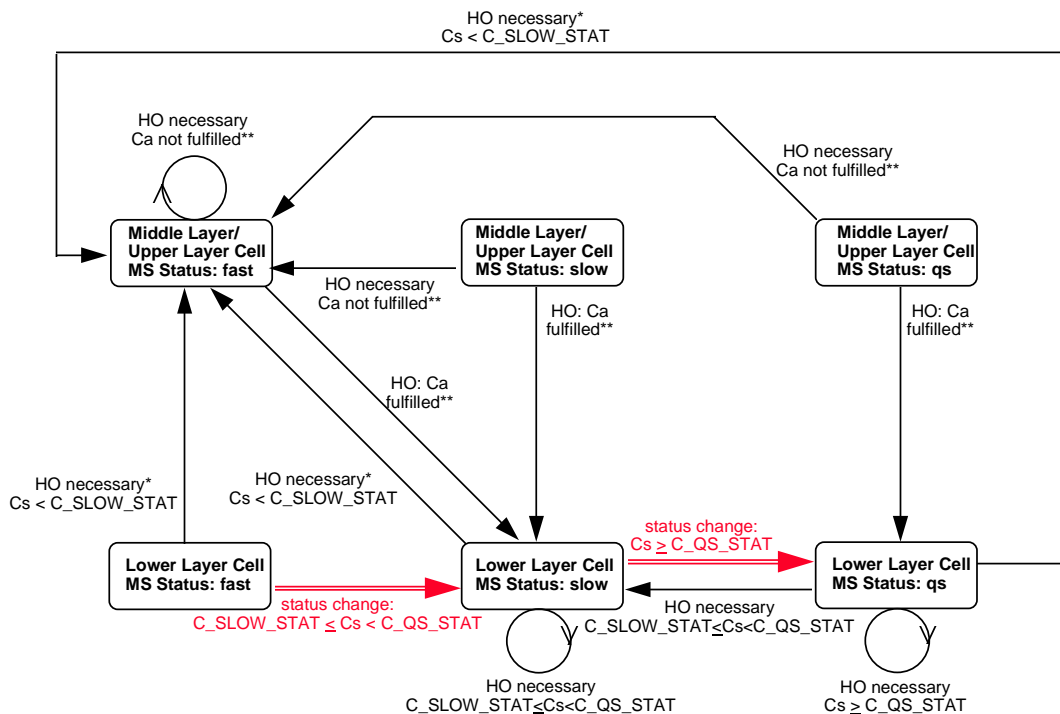 HO necessary*
Cs < C_SLOW_STAT
HO necessary
Ca not fulfilled**
HO necessary
Ca not fulfilled**
Middle Layer/
Upper Layer Cell
MS Status: fast
Middle Layer/
Upper Layer Cell
MS Status: slow
Middle Layer/
Upper Layer Cell
MS Status: qs
HO necessary
Ca not fulfilled**
HO: Ca
fulfilled**
HO: Ca
fulfilled**
HO: Ca
fulfilled**
HO necessary*
Cs < C_SLOW_STAT
HO necessary*
Cs < C_SLOW_STAT
status change:
Cs ≥ C_QS_STAT
Lower Layer Cell
MS Status: fast
Lower Layer Cell
MS Status: slow
Lower Layer Cell
MS Status: qs
status change:
C_SLOW_STAT ≤ Cs < C_QS_STAT
HO necessary
C_SLOW_STAT≤Cs<C_QS_STAT
HO necessary
C_SLOW_STAT≤Cs<C_QS_STAT
HO necessary
Cs ≥ C_QS_STAT